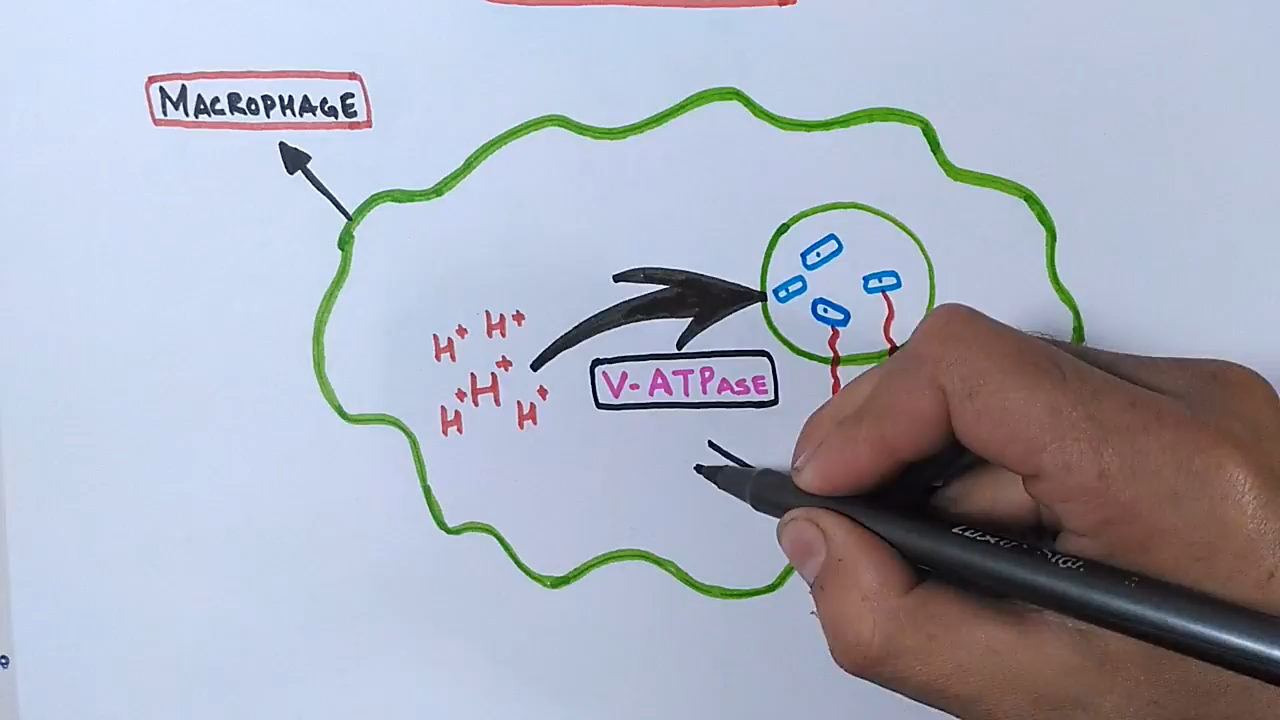 MACROPHAGE
H+ H+
H+
H+ H+
V-ATPASE